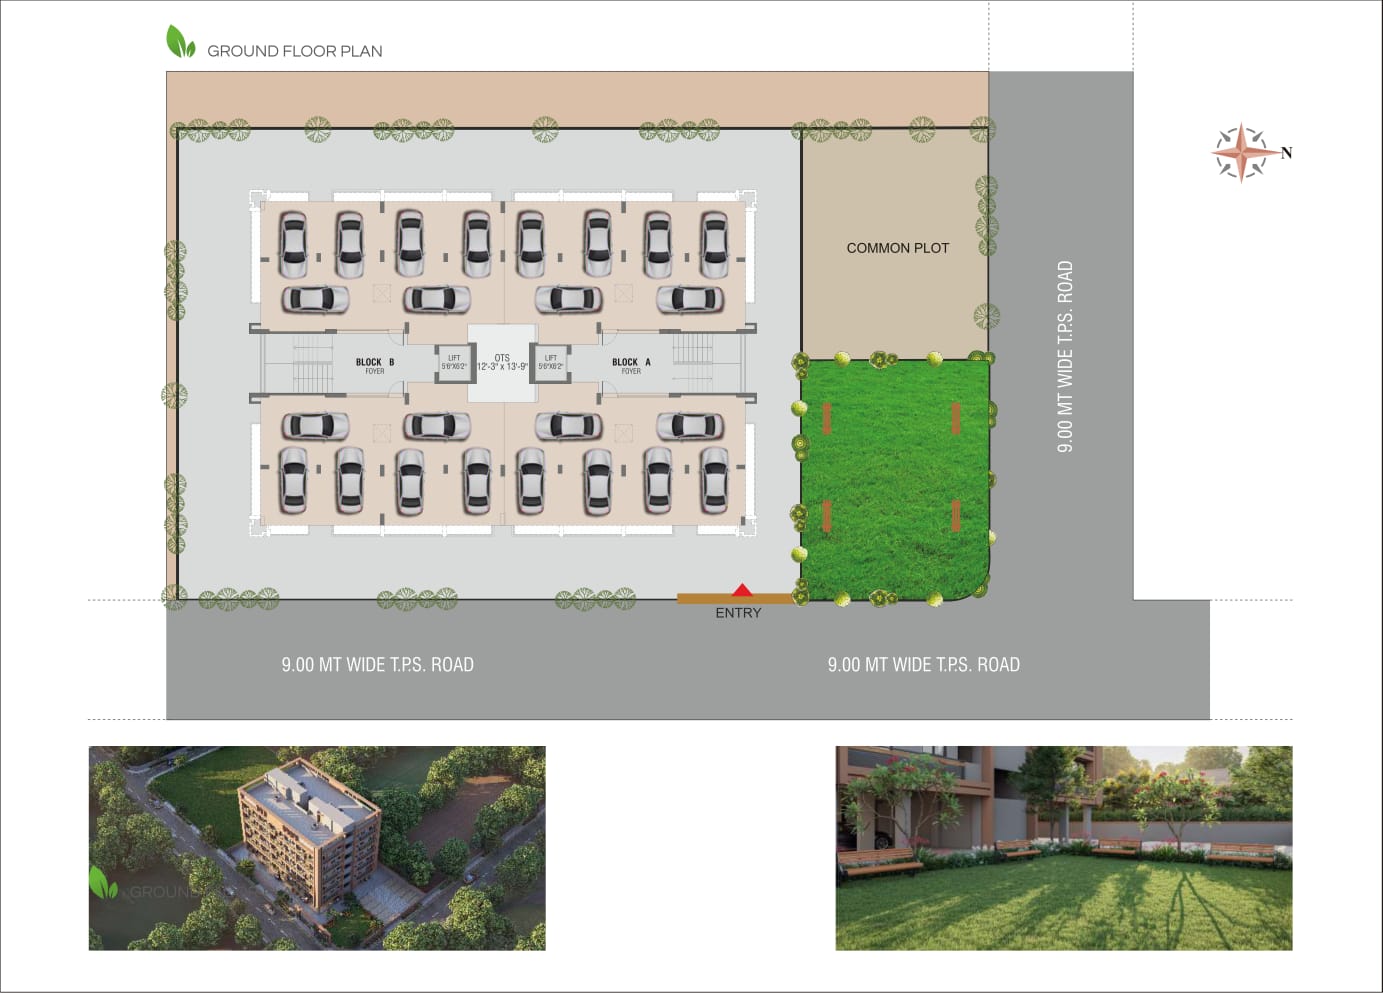 GROUND FLOOR PLAN
N
COMMON PLOT
9.00 MT WIDE T.P.S. ROAD
BLOCK B
FOYER
LIFT
5'6"X6'2"
OTS
12'-3" x 13'-9"
LIFT
5'6"X6'2"
BLOCK A
FOYER
ENTRY
9.00 MT WIDE T.P.S. ROAD
9.00 MT WIDE T.P.S. ROAD